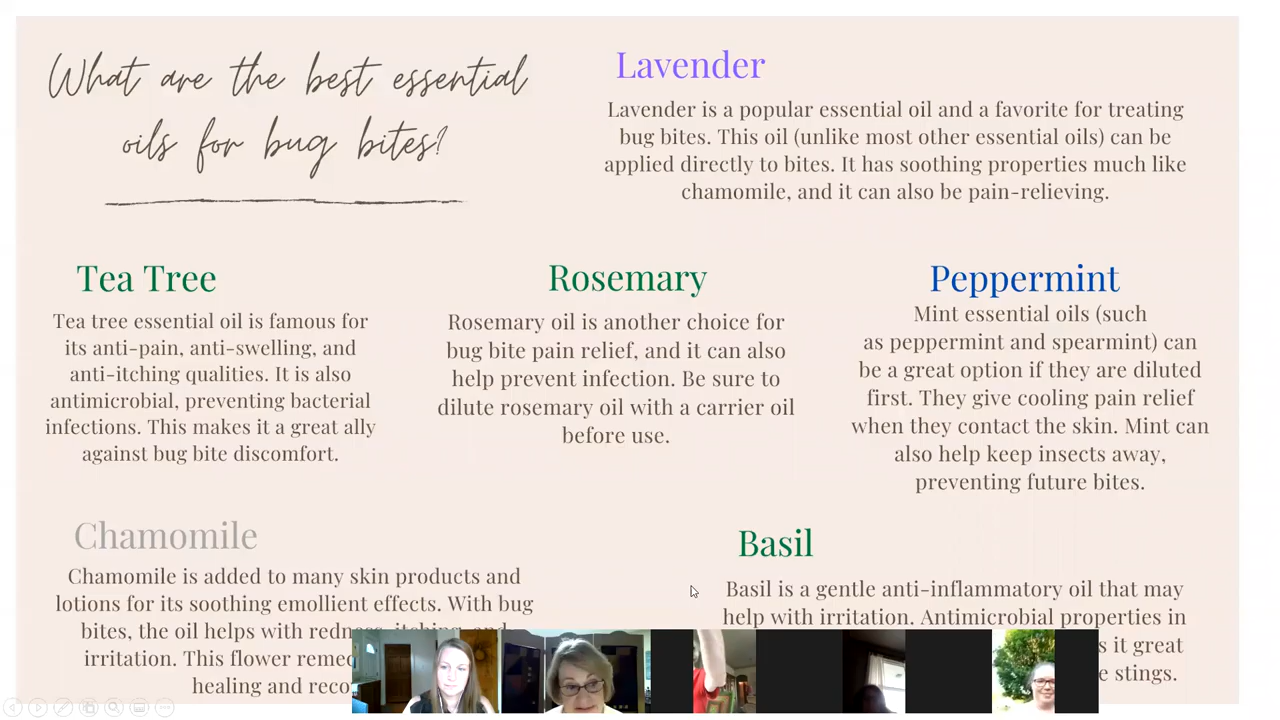 What are the best essential
oils for bug bites?
Lavender
Lavender is a popular essential oil and a favorite for treating
bug bites. This oil (unlike most other essential oils) can be
applied directly to bites. It has soothing properties much like
chamomile, and it can also be pain-relieving.
Tea Tree
Tea tree essential oil is famous for
its anti-pain, anti-swelling, and
anti-itching qualities. It is also
antimicrobial, preventing bacterial
infections. This makes it a great ally
against bug bite discomfort.
Rosemary
Rosemary oil is another choice for
bug bite pain relief, and it can also
help prevent infection. Be sure to
dilute rosemary oil with a carrier oil
before use.
Peppermint
Mint essential oils (such
as peppermint and spearmint) can
be a great option if they are diluted
first. They give cooling pain relief
when they contact the skin. Mint can
also help keep insects away,
preventing future bites.
Chamomile
Chamomile is added to many skin products and
lotions for its soothing emollient effects. With bug
bites, the oil helps with redness, itching, and
irritation. This flower
healing and
Basil
Basil is a gentle anti-inflammatory oil that may
help with irritation. Antimicrobial properties in
it great
stings.